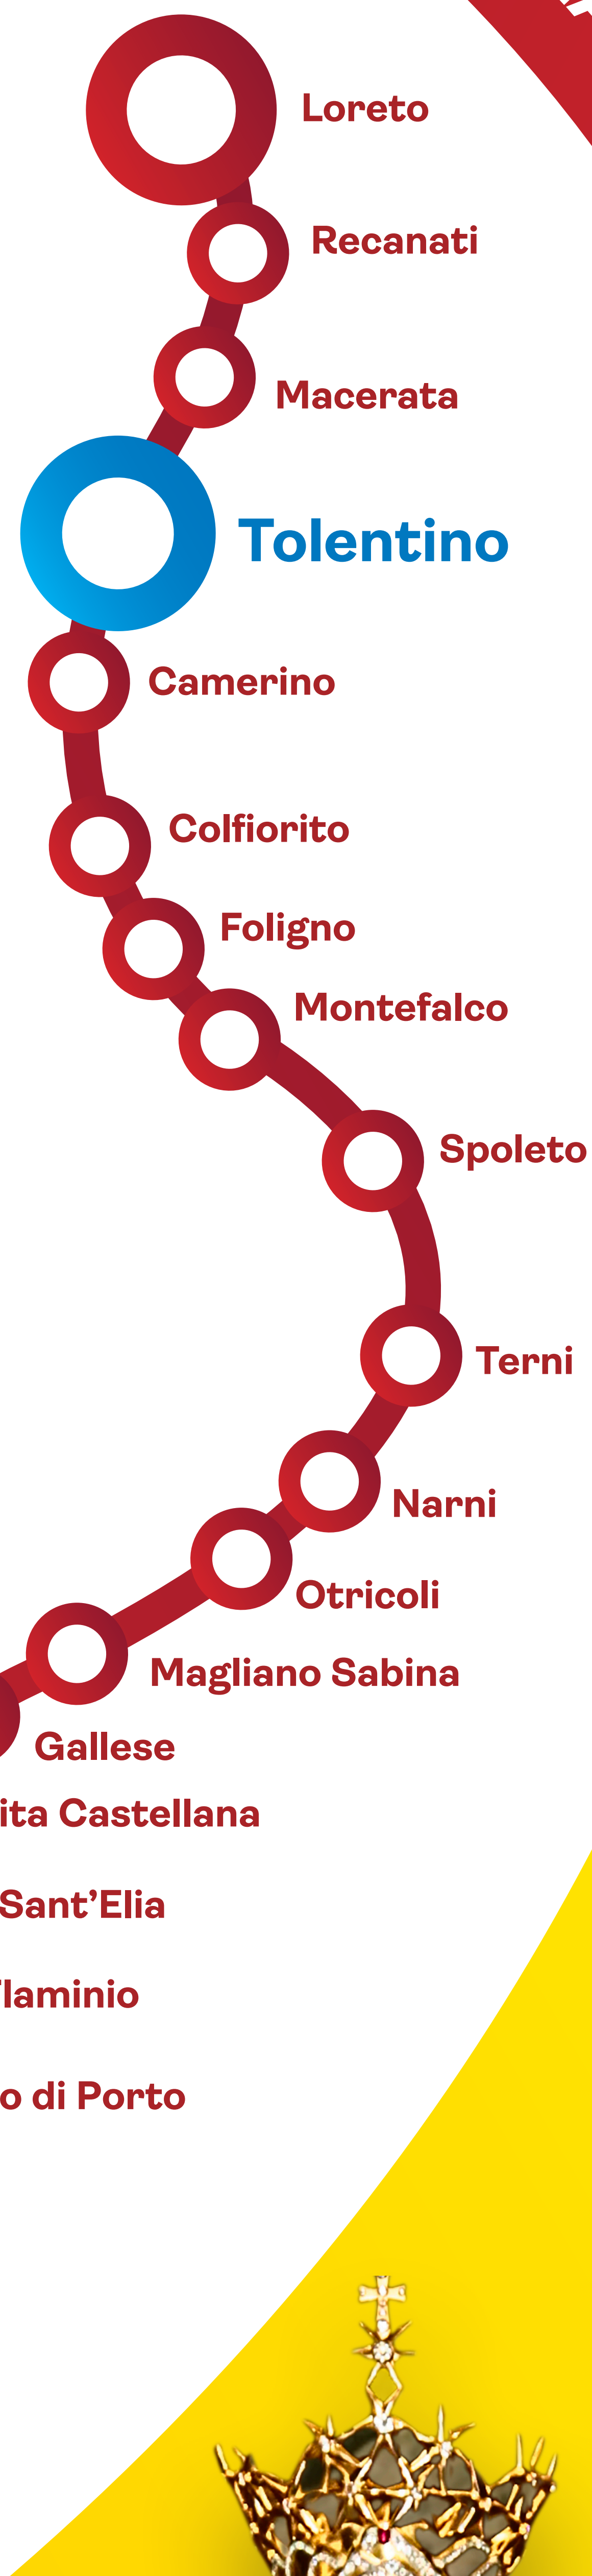 Loreto
Recanati
Macerata
Tolentino
Camerino
Colfiorito
Foligno
Montefalco
Spoleto
Terni
Narni
Otricoli
Magliano Sabina
Gallese
ita Castellana
Sant’Elia
laminio
o di Porto